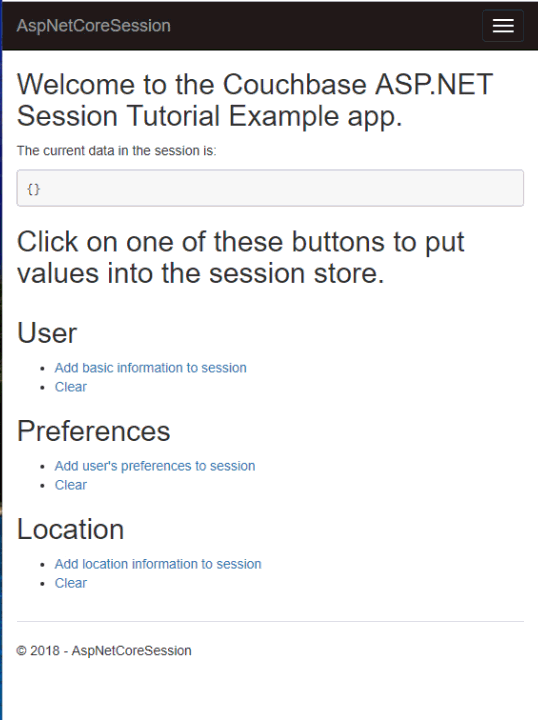 AspNetCoreSession
Welcome to the Couchbase ASP.NET
Session Tutorial Example app.
The current data in the session is:
{}
Click on one of these buttons to put
values into the session store.
User
Add basic information to session
Clear
Preferences
Add user's preferences to session
Clear
Location
Add location information to session
Clear
© 2018 - AspNetCoreSession